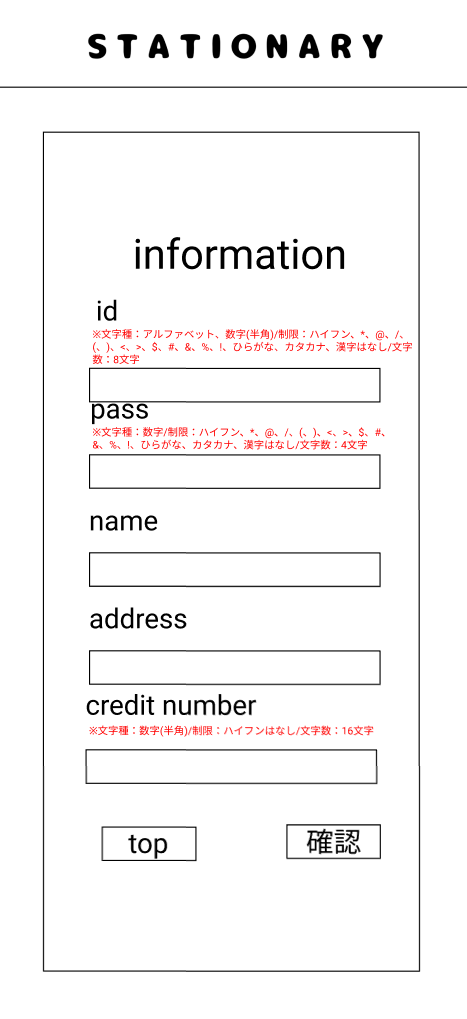 STATIONARY
information
id
※文字種：アルファベット、数字(半角)/制限：ハイフン、*、@、/、
(、)、<、>、$、#、&、%、!、ひらがな、カタカナ、漢字はなし/文字
数：8文字
pass
※文字種：数字/制限：ハイフン、*、@、/、(、)、<、>、$、#、
&、%、!、ひらがな、カタカナ、漢字はなし/文字数：4文字
name
address
credit number
※文字種：数字(半角)/制限：ハイフンはなし/文字数：16文字
top
確認